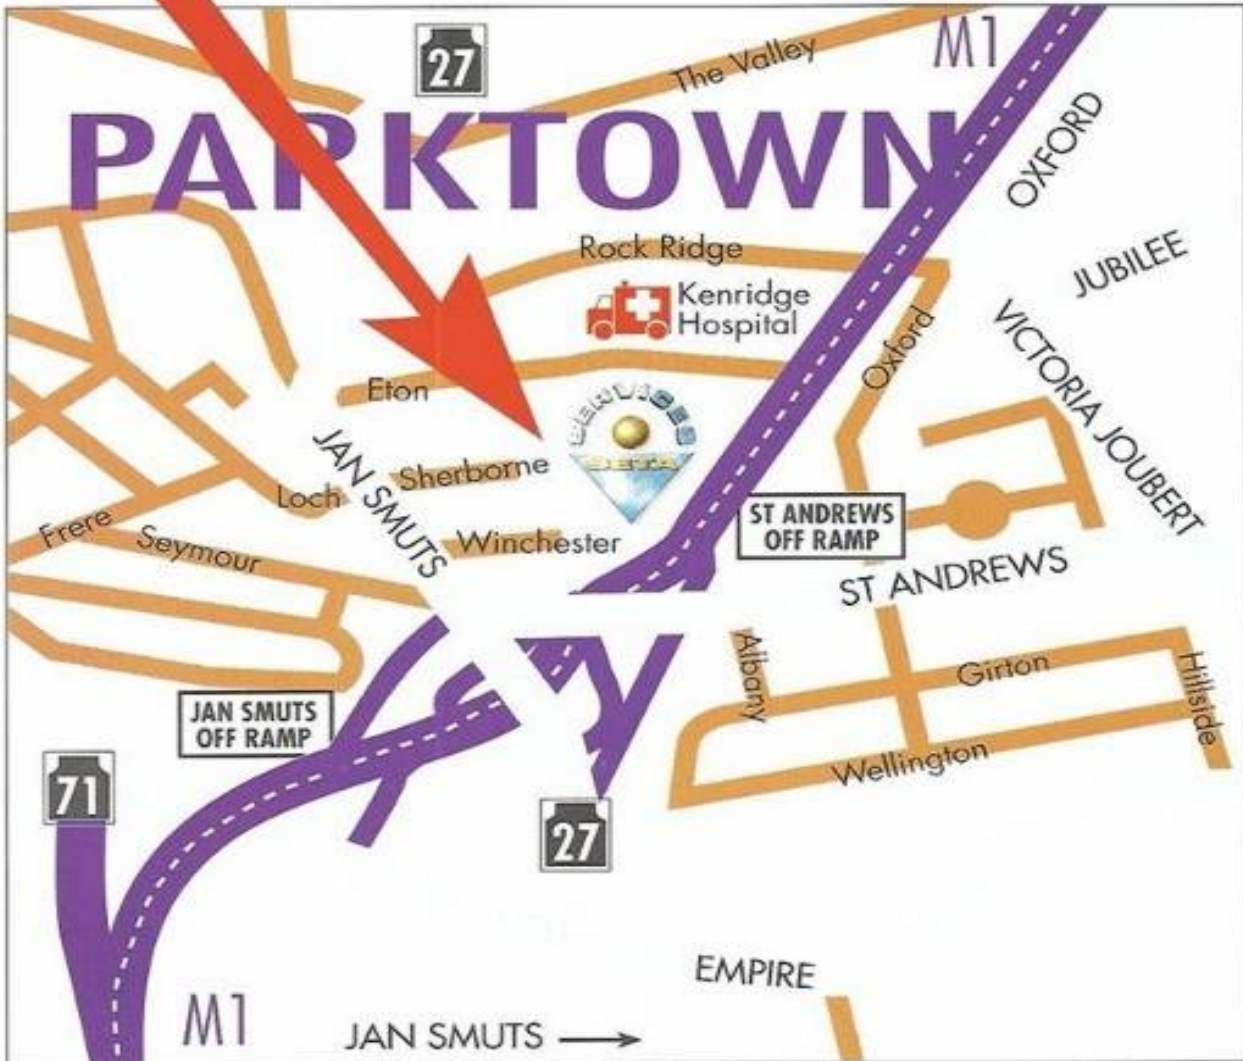 27
The Valley
M1
PARKTOWN
OXFORD
Rock Ridge
JUBILEE
Kenridge
Hospital
VICTORIA JOUBERT
Oxford
Eton
SERVICES
SETA
JAN SMUTS
Sherborne
Loch
Frere
Seymour
Winchester
ST ANDREWS
OFF RAMP
ST ANDREWS
Albany
Girton
Hillside
JAN SMUTS
OFF RAMP
Wellington
71
27
EMPIRE
M1
JAN SMUTS